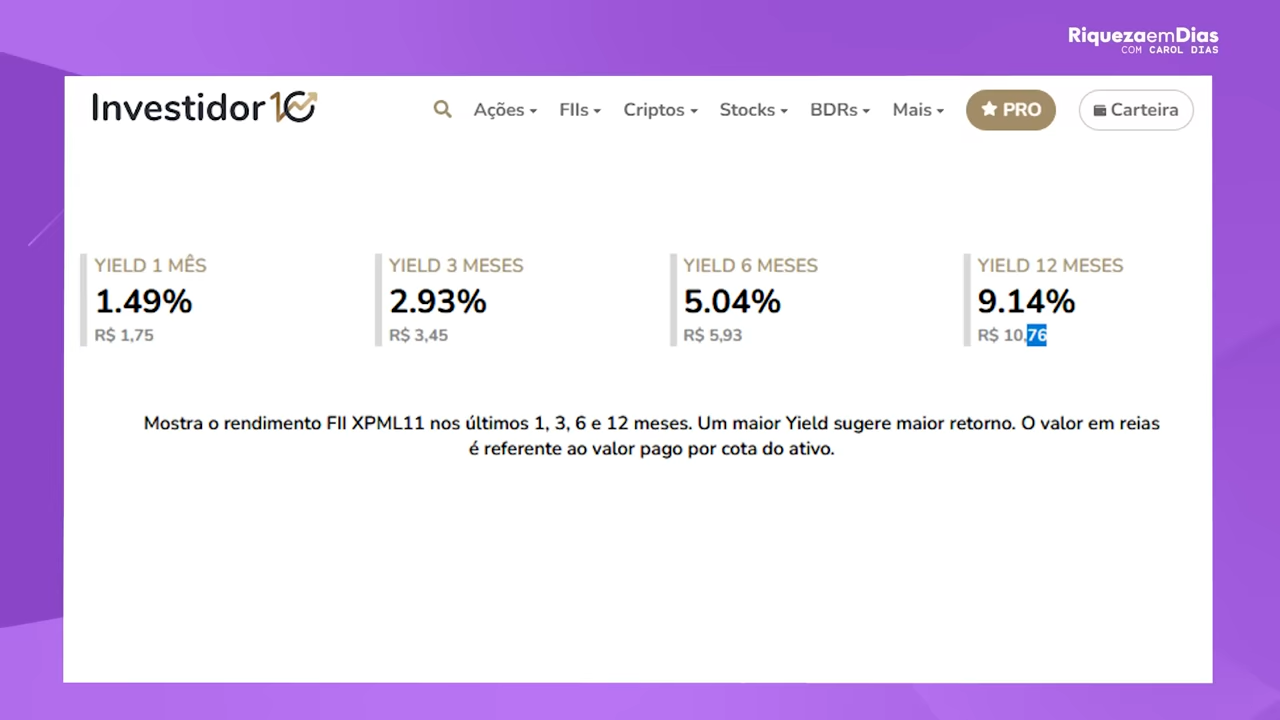 RiquezaemDias
COM CAROL DIAS
Investidor 10
Ações
FIIs
Criptos
Stocks
BDRs
Mais
PRO
Carteira
YIELD 1 MÊS
1.49%
R$ 1,75
YIELD 3 MESES
2.93%
R$ 3,45
YIELD 6 MESES
5.04%
R$ 5,93
YIELD 12 MESES
9.14%
R$ 10,76
Mostra o rendimento FII XPML11 nos últimos 1, 3, 6 e 12 meses. Um maior Yield sugere maior retorno. O valor em reias
é referente ao valor pago por cota do ativo.